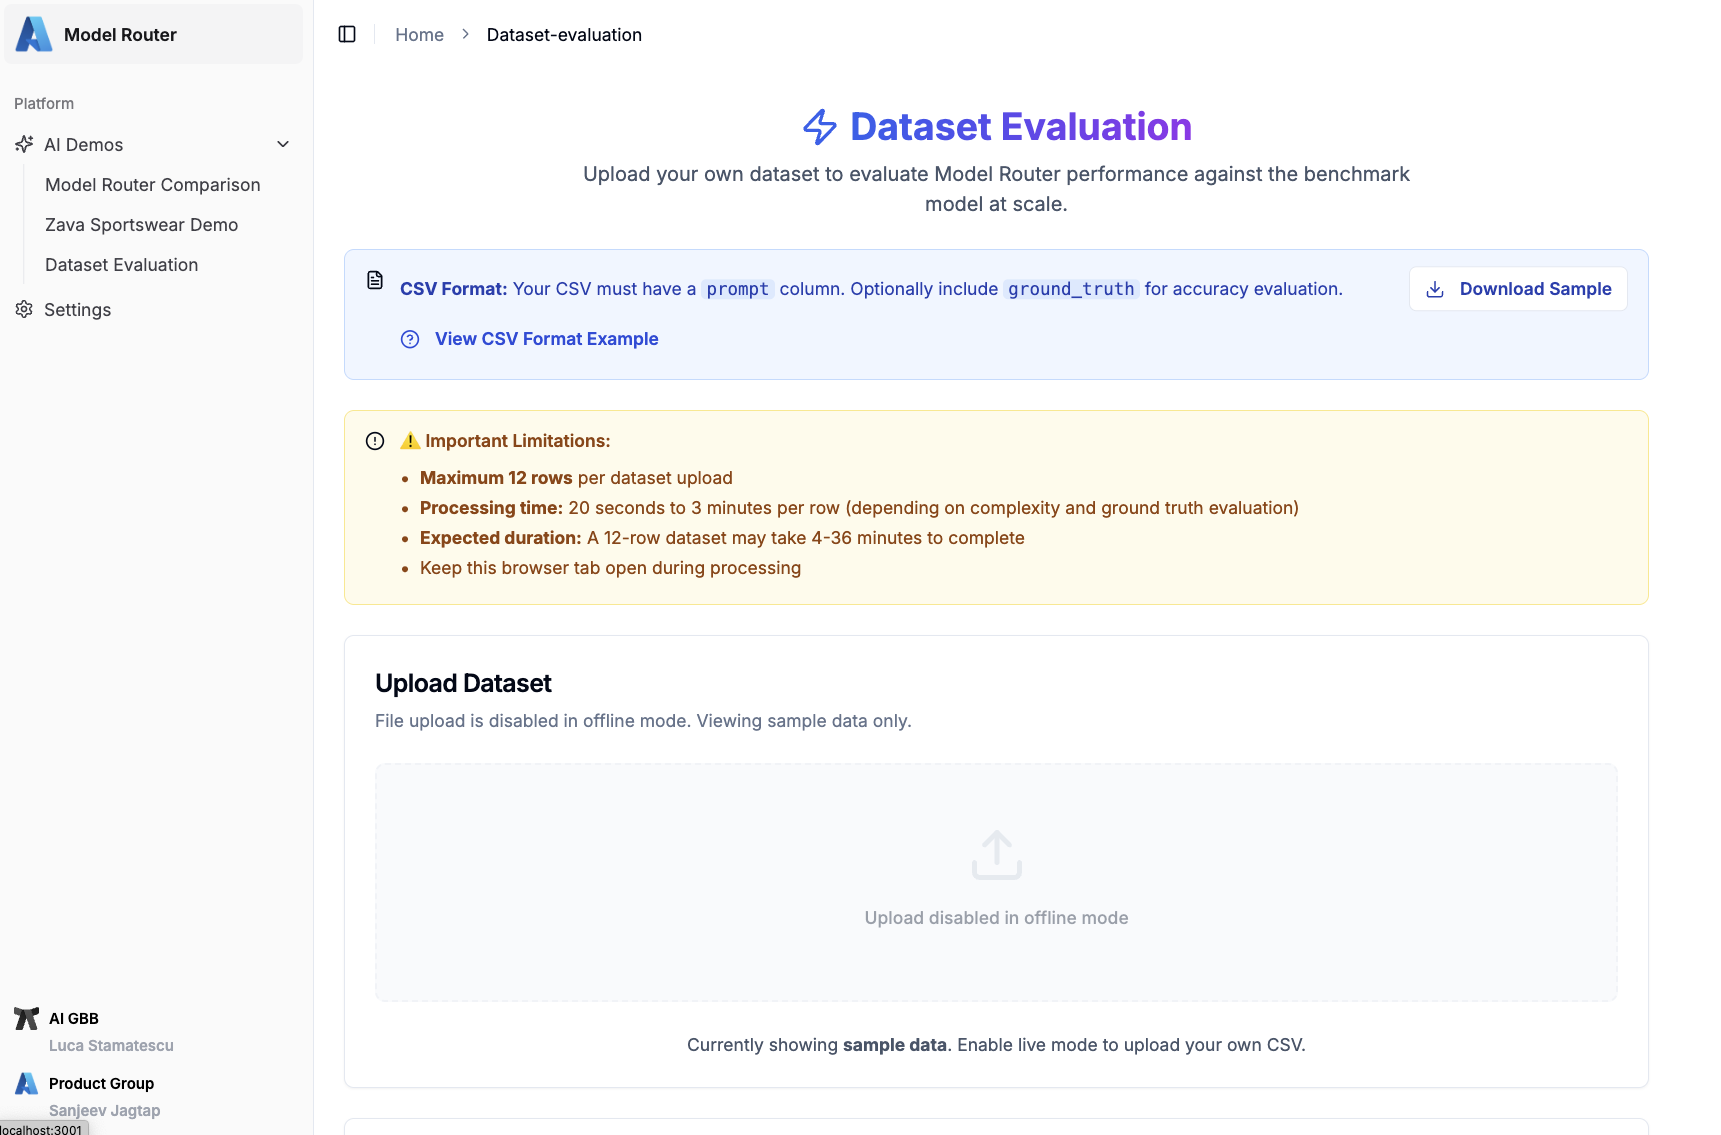 Model Router
Platform
AI Demos
Model Router Comparison
Zava Sportswear Demo
Dataset Evaluation
Settings
AI GBB
Luca Stamatescu
Product Group
Sanjeev Jagtap
localhost:3001
Home > Dataset-evaluation
Dataset Evaluation
Upload your own dataset to evaluate Model Router performance against the benchmark
model at scale.
CSV Format: Your CSV must have a prompt column. Optionally include ground_truth for accuracy evaluation.
Download Sample
View CSV Format Example
⚠️ Important Limitations:
• Maximum 12 rows per dataset upload
• Processing time: 20 seconds to 3 minutes per row (depending on complexity and ground truth evaluation)
• Expected duration: A 12-row dataset may take 4-36 minutes to complete
• Keep this browser tab open during processing
Upload Dataset
File upload is disabled in offline mode. Viewing sample data only.
Upload disabled in offline mode
Currently showing sample data. Enable live mode to upload your own CSV.